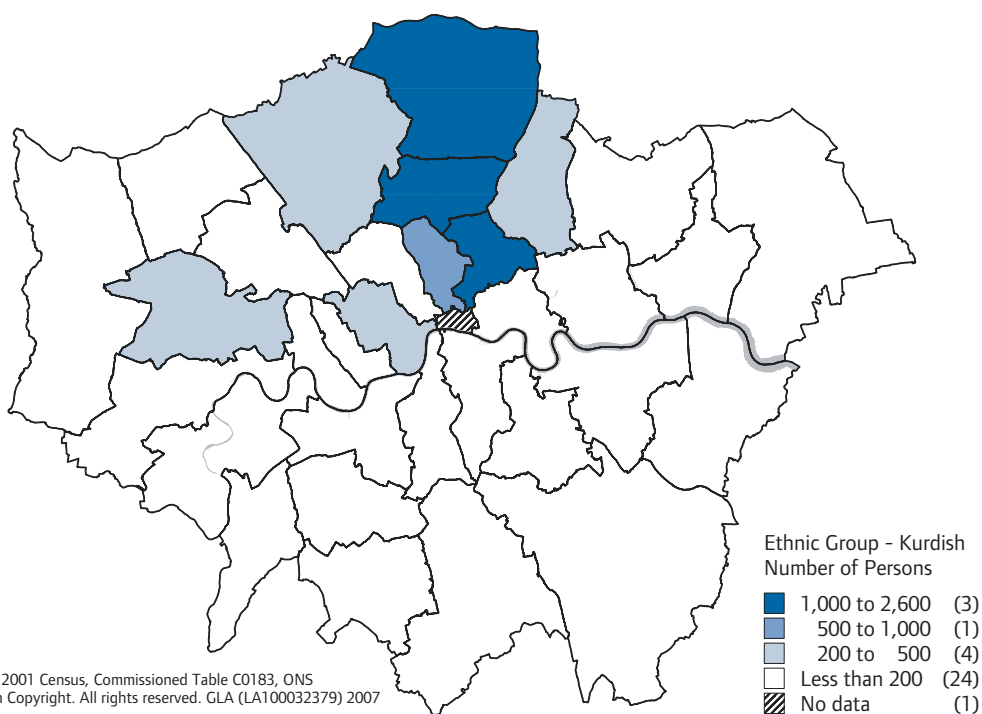 Ethnic Group - Kurdish
Number of Persons
1,000 to 2,600 (3)
500 to 1,000 (1)
200 to 500 (4)
Less than 200 (24)
No data (1)
2001 Census, Commissioned Table C0183, ONS
Copyright. All rights reserved. GLA (LA100032379) 2007